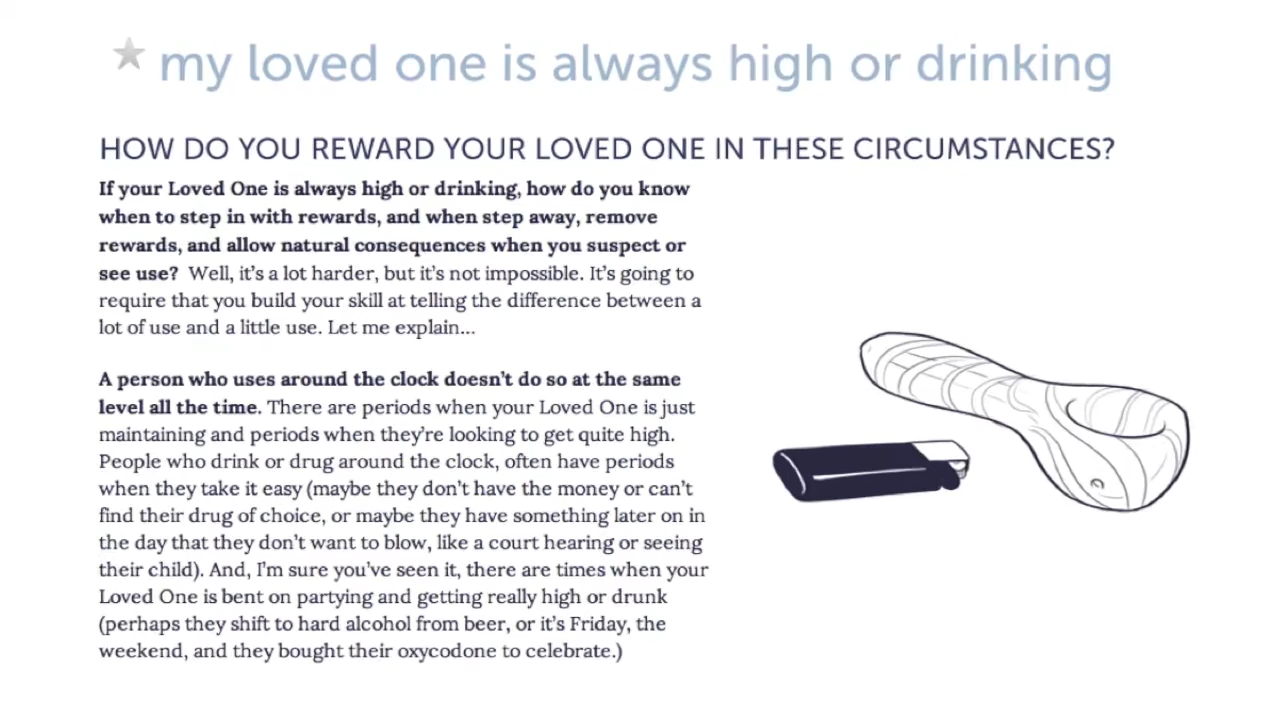 my loved one is always high or drinking
HOW DO YOU REWARD YOUR LOVED ONE IN THESE CIRCUMSTANCES?
If your Loved One is always high or drinking, how do you know
when to step in with rewards, and when step away, remove
rewards, and allow natural consequences when you suspect or
see use? Well, it's a lot harder, but it's not impossible. It's going to
require that you build your skill at telling the difference between a
lot of use and a little use. Let me explain...
A person who uses around the clock doesn't do so at the same
level all the time. There are periods when your Loved One is just
maintaining and periods when they're looking to get quite high.
People who drink or drug around the clock, often have periods
when they take it easy (maybe they don't have the money or can't
find their drug of choice, or maybe they have something later on in
the day that they don't want to blow, like a court hearing or seeing
their child). And, I'm sure you've seen it, there are times when your
Loved One is bent on partying and getting really high or drunk
(perhaps they shift to hard alcohol from beer, or it's Friday, the
weekend, and they bought their oxycodone to celebrate.)